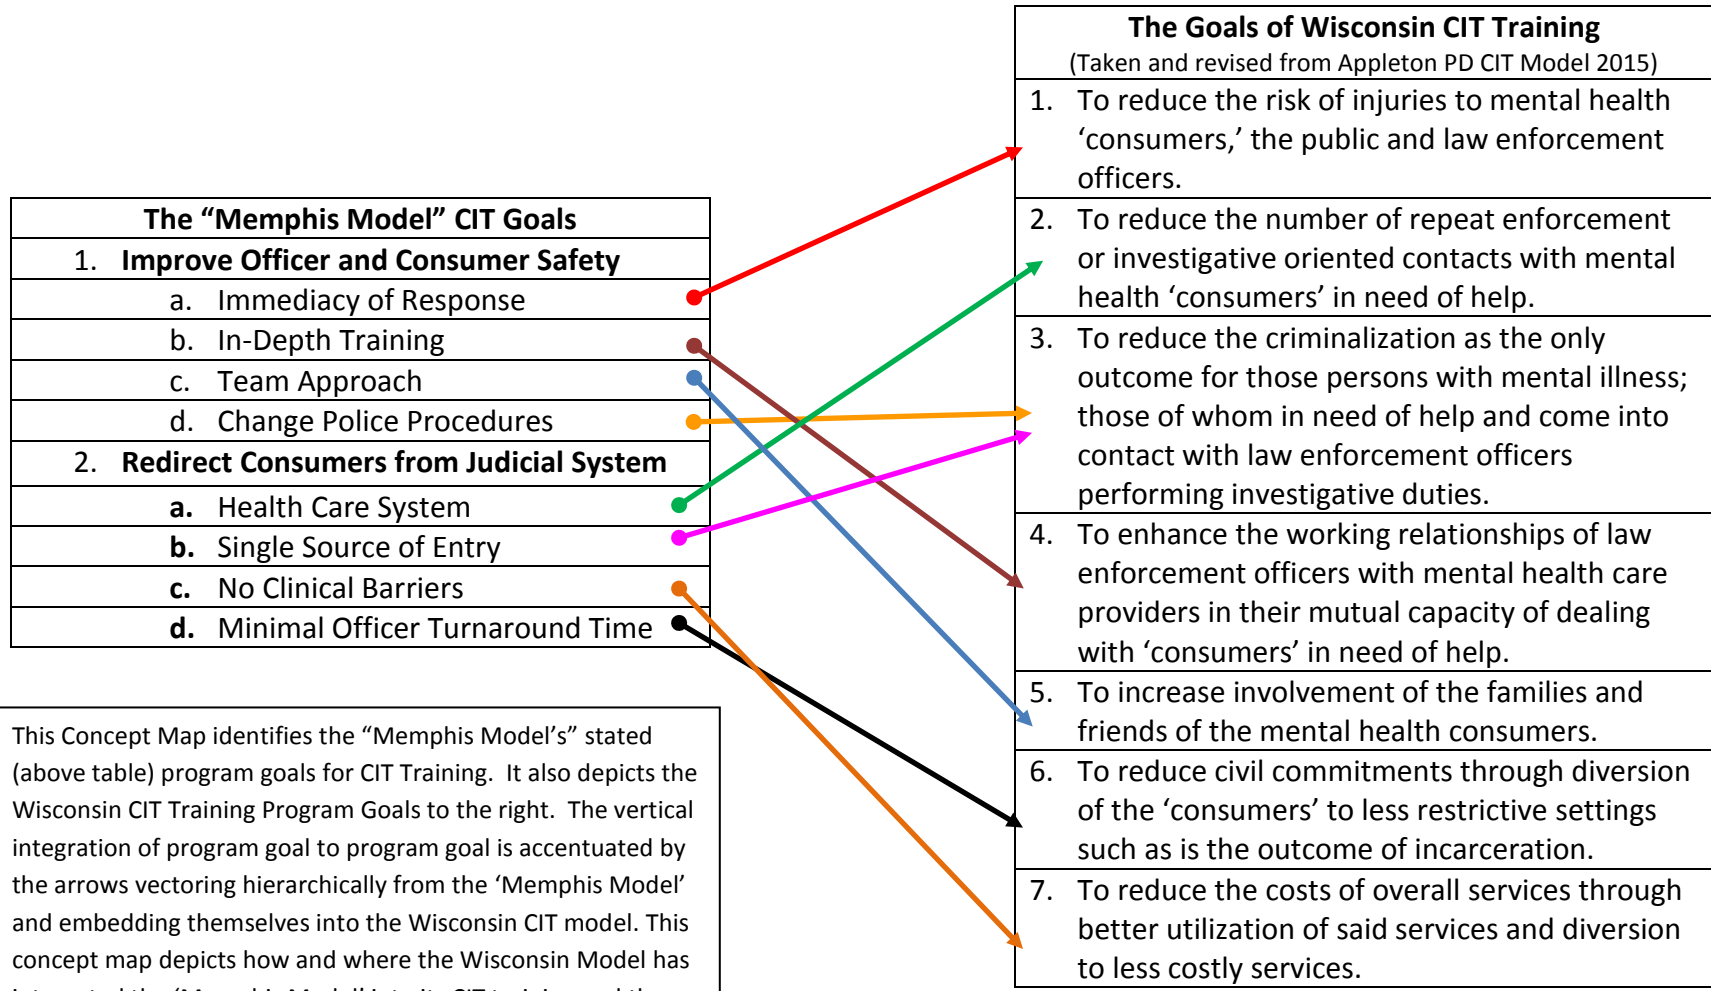 The Goals of Wisconsin CIT Training
(Taken and revised from Appleton PD CIT Model 2015)
1. To reduce the risk of injuries to mental health
‘consumers,’ the public and law enforcement
officers.
2. To reduce the number of repeat enforcement
or investigative oriented contacts with mental
health ‘consumers’ in need of help.
3. To reduce the criminalization as the only
outcome for those persons with mental illness;
those of whom in need of help and come into
contact with law enforcement officers
performing investigative duties.
4. To enhance the working relationships of law
enforcement officers with mental health care
providers in their mutual capacity of dealing
with ‘consumers’ in need of help.
5. To increase involvement of the families and
friends of the mental health consumers.
6. To reduce civil commitments through diversion
of the ‘consumers’ to less restrictive settings
such as is the outcome of incarceration.
7. To reduce the costs of overall services through
better utilization of said services and diversion
to less costly services.
The “Memphis Model” CIT Goals
1. Improve Officer and Consumer Safety
a. Immediacy of Response
b. In-Depth Training
c. Team Approach
d. Change Police Procedures
2. Redirect Consumers from Judicial System
a. Health Care System
b. Single Source of Entry
c. No Clinical Barriers
d. Minimal Officer Turnaround Time
This Concept Map identifies the “Memphis Model’s” stated
(above table) program goals for CIT Training. It also depicts the
Wisconsin CIT Training Program Goals to the right. The vertical
integration of program goal to program goal is accentuated by
the arrows vectoring hierarchically from the ‘Memphis Model’
and embedding themselves into the Wisconsin CIT model. This
concept map depicts how and where the Wisconsin Model has